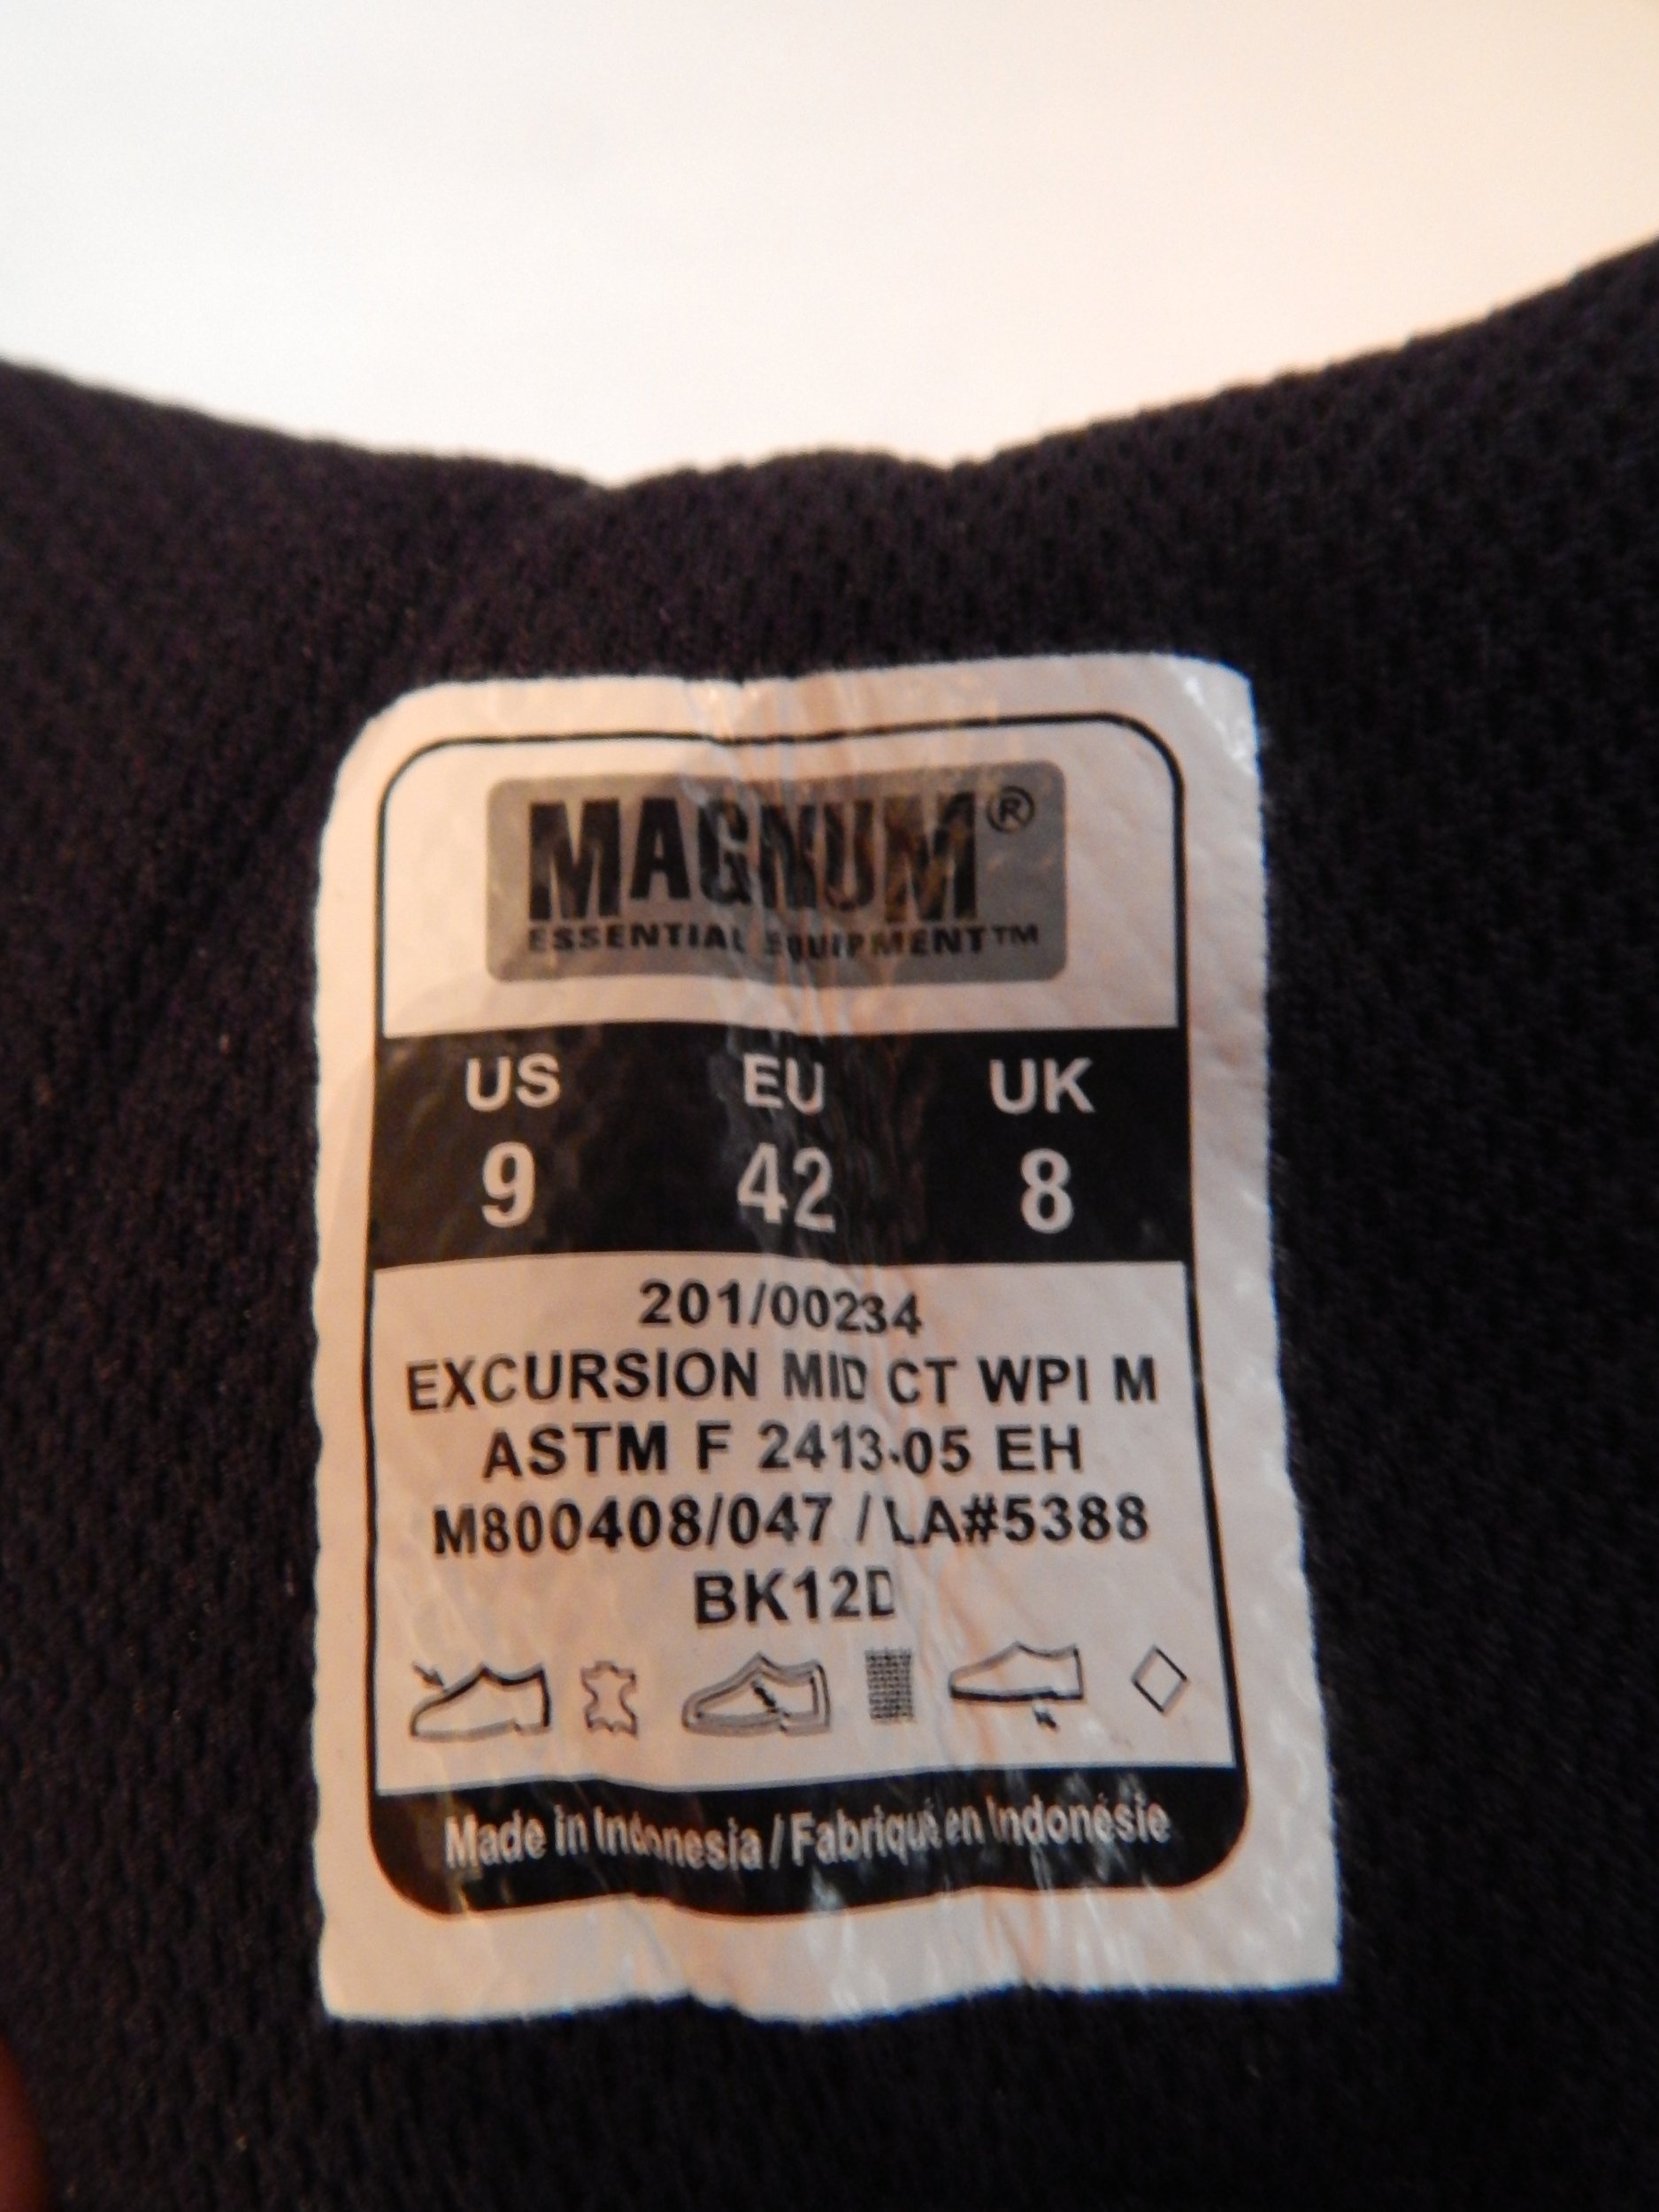 MAGNUM®
ESSENTIAL EQUIPMENT™
US EU UK
9 42 8
201/00234
EXCURSION MID CT WPI M
ASTM F 2413-05 EH
M800408/047 / LA#5388
BK12D
Made in Indonesia / Fabriqué en Indonésie